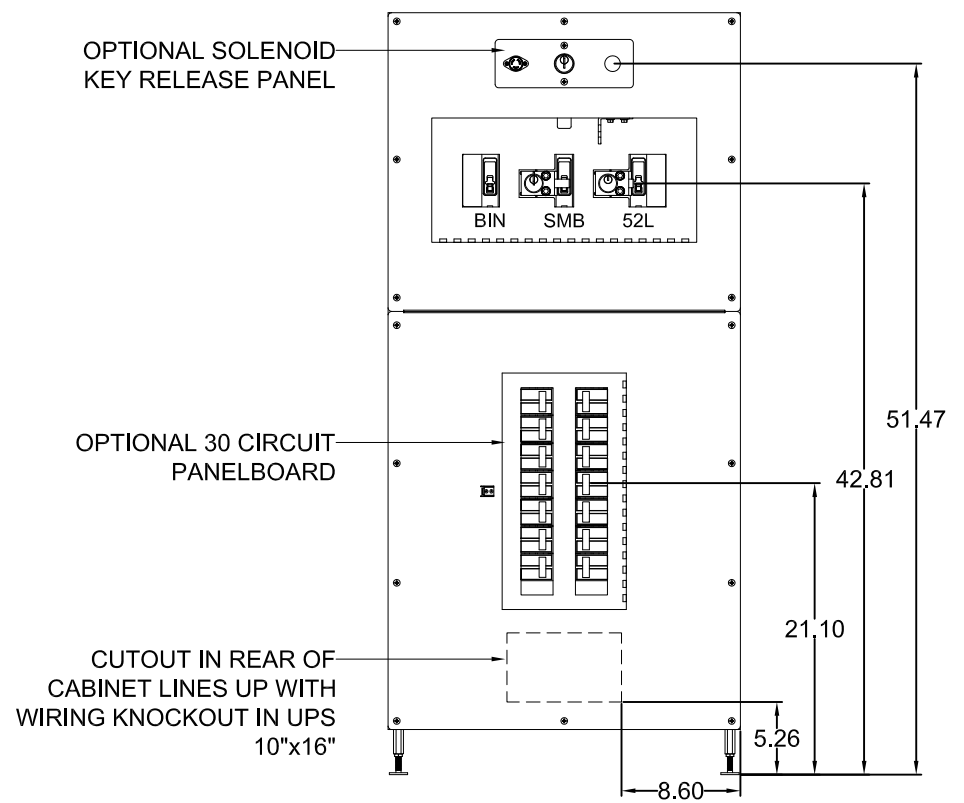 OPTIONAL SOLENOID
KEY RELEASE PANEL
BIN
SMB
52L
51.47
42.81
OPTIONAL 30 CIRCUIT
PANELBOARD
21.10
CUTOUT IN REAR OF
CABINET LINES UP WITH
WIRING KNOCKOUT IN UPS
10"x16"
5.26
8.60